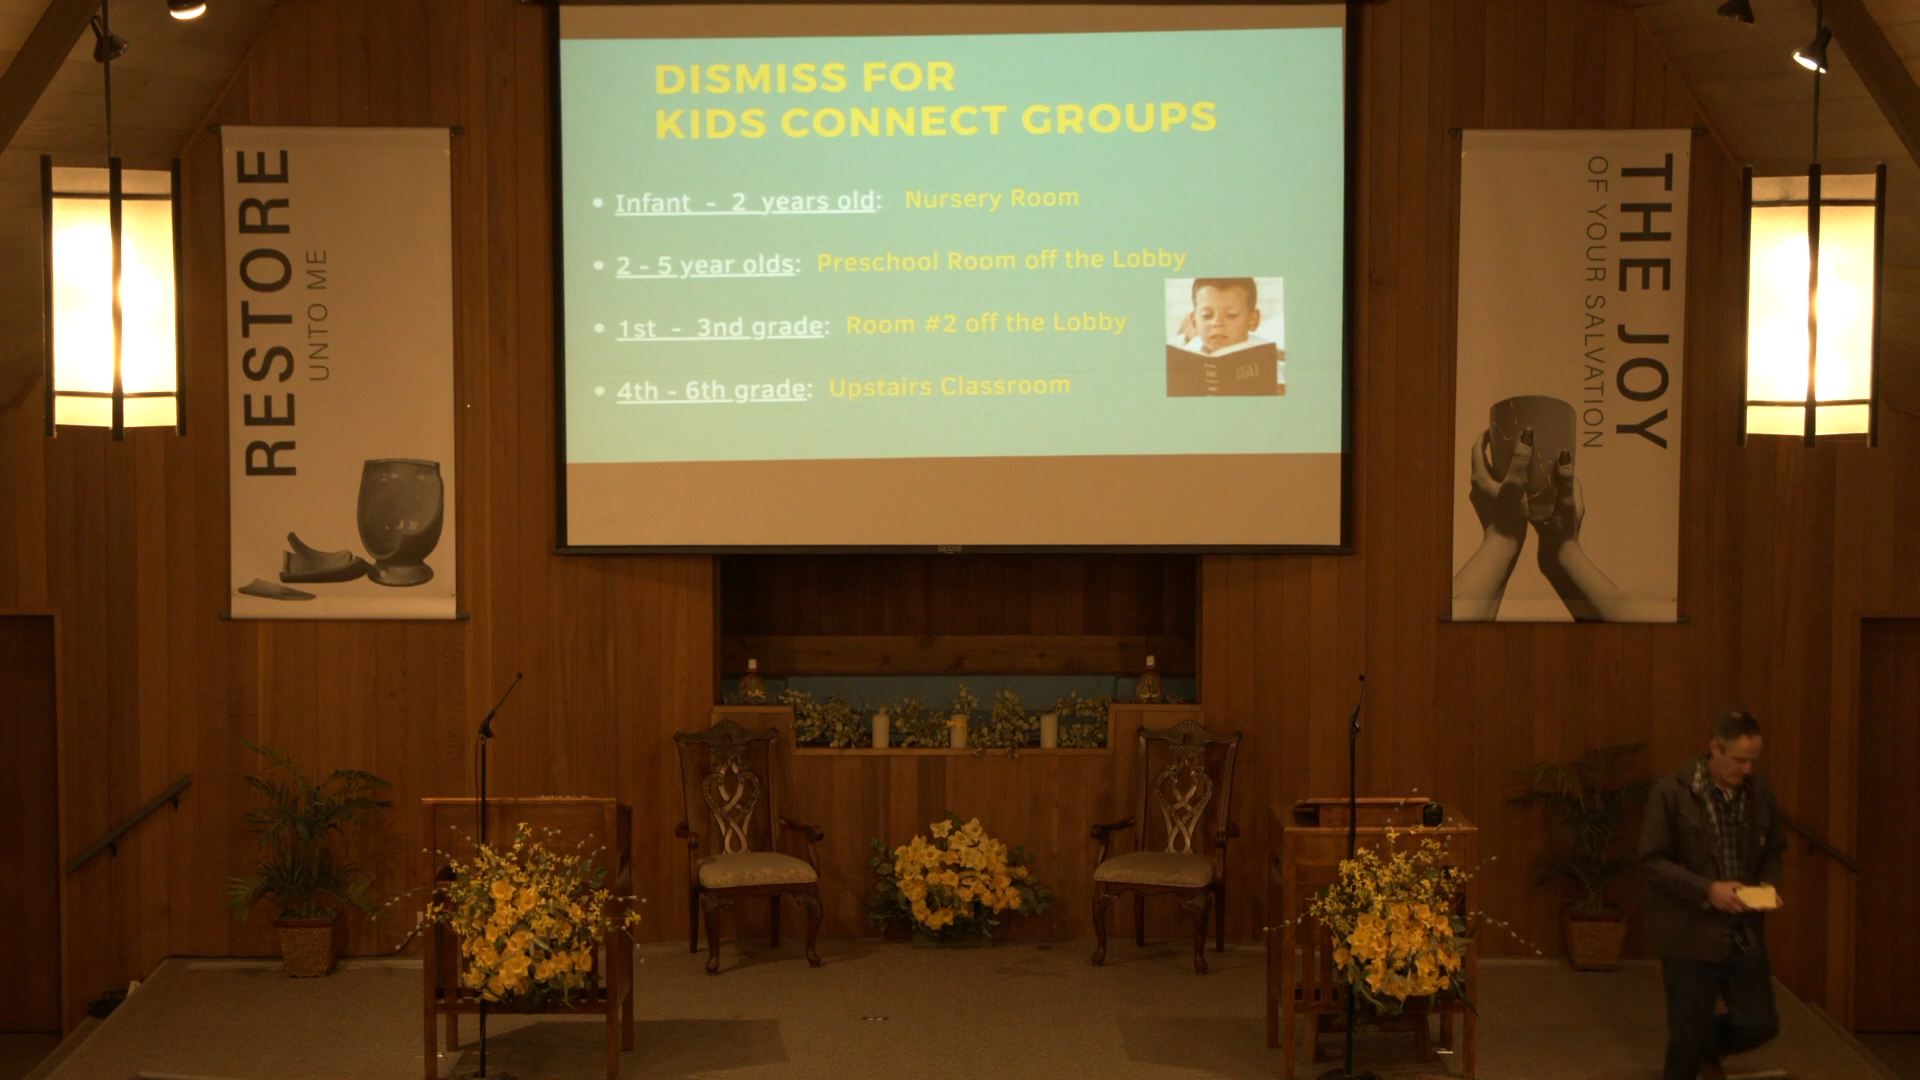 DISMISS FOR
KIDS CONNECT GROUPS
• Infant - 2 years old: Nursery Room
• 2 - 5 year olds: Preschool Room off the Lobby
• 1st - 3nd grade: Room #2 off the Lobby
• 4th - 6th grade: Upstairs Classroom
RESTORE
UNTO ME
THE JOY
OF YOUR SALVATION